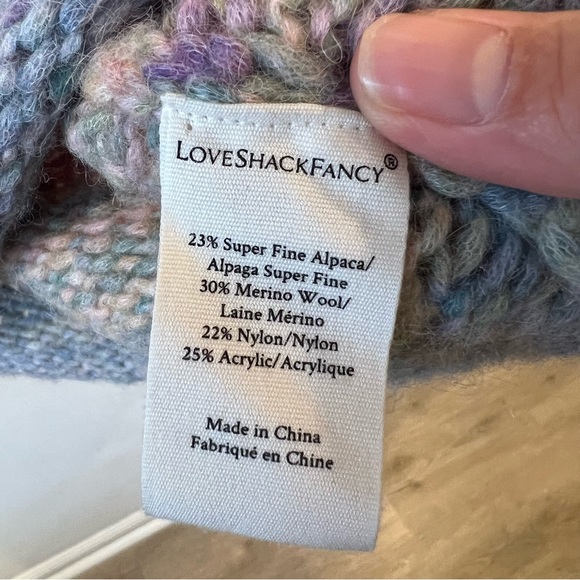 LOVESHACKFANCY®
23% Super Fine Alpaca/
Alpaga Super Fine
30% Merino Wool/
Laine Mérino
22% Nylon/Nylon
25% Acrylic/Acrylique
Made in China
Fabriqué en Chine